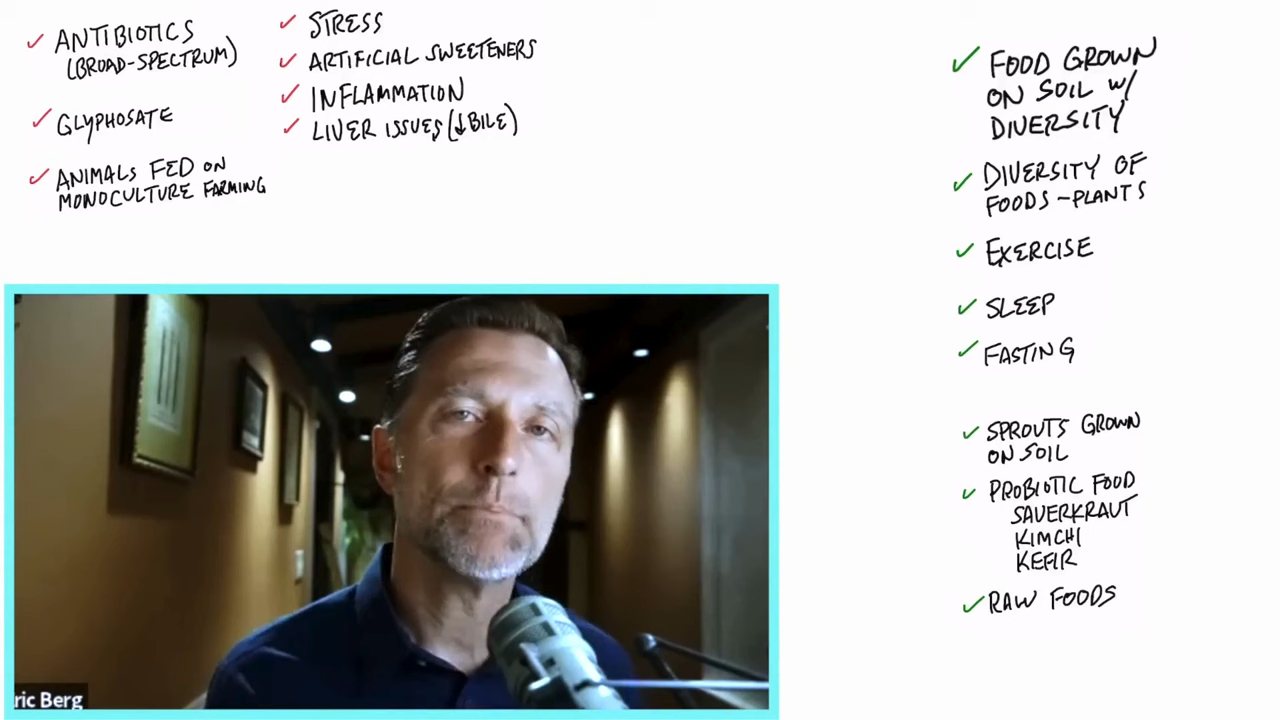 ANTIBIOTICS
(BROAD-SPECTRUM)
GLYPHOSATE
ANIMALS FED ON
MONOCULTURE FARMING
STRESS
ARTIFICIAL SWEETENERS
INFLAMMATION
LIVER ISSUES (↓BILE)
FOOD GROWN
ON SOIL W/
DIVERSITY
DIVERSITY OF
FOODS - PLANTS
EXERCISE
SLEEP
FASTING
SPROUTS GROWN
ON SOIL
PROBIOTIC FOOD
SAUERKRAUT
KIMCHI
KEFIR
RAW FOODS
ric Berg